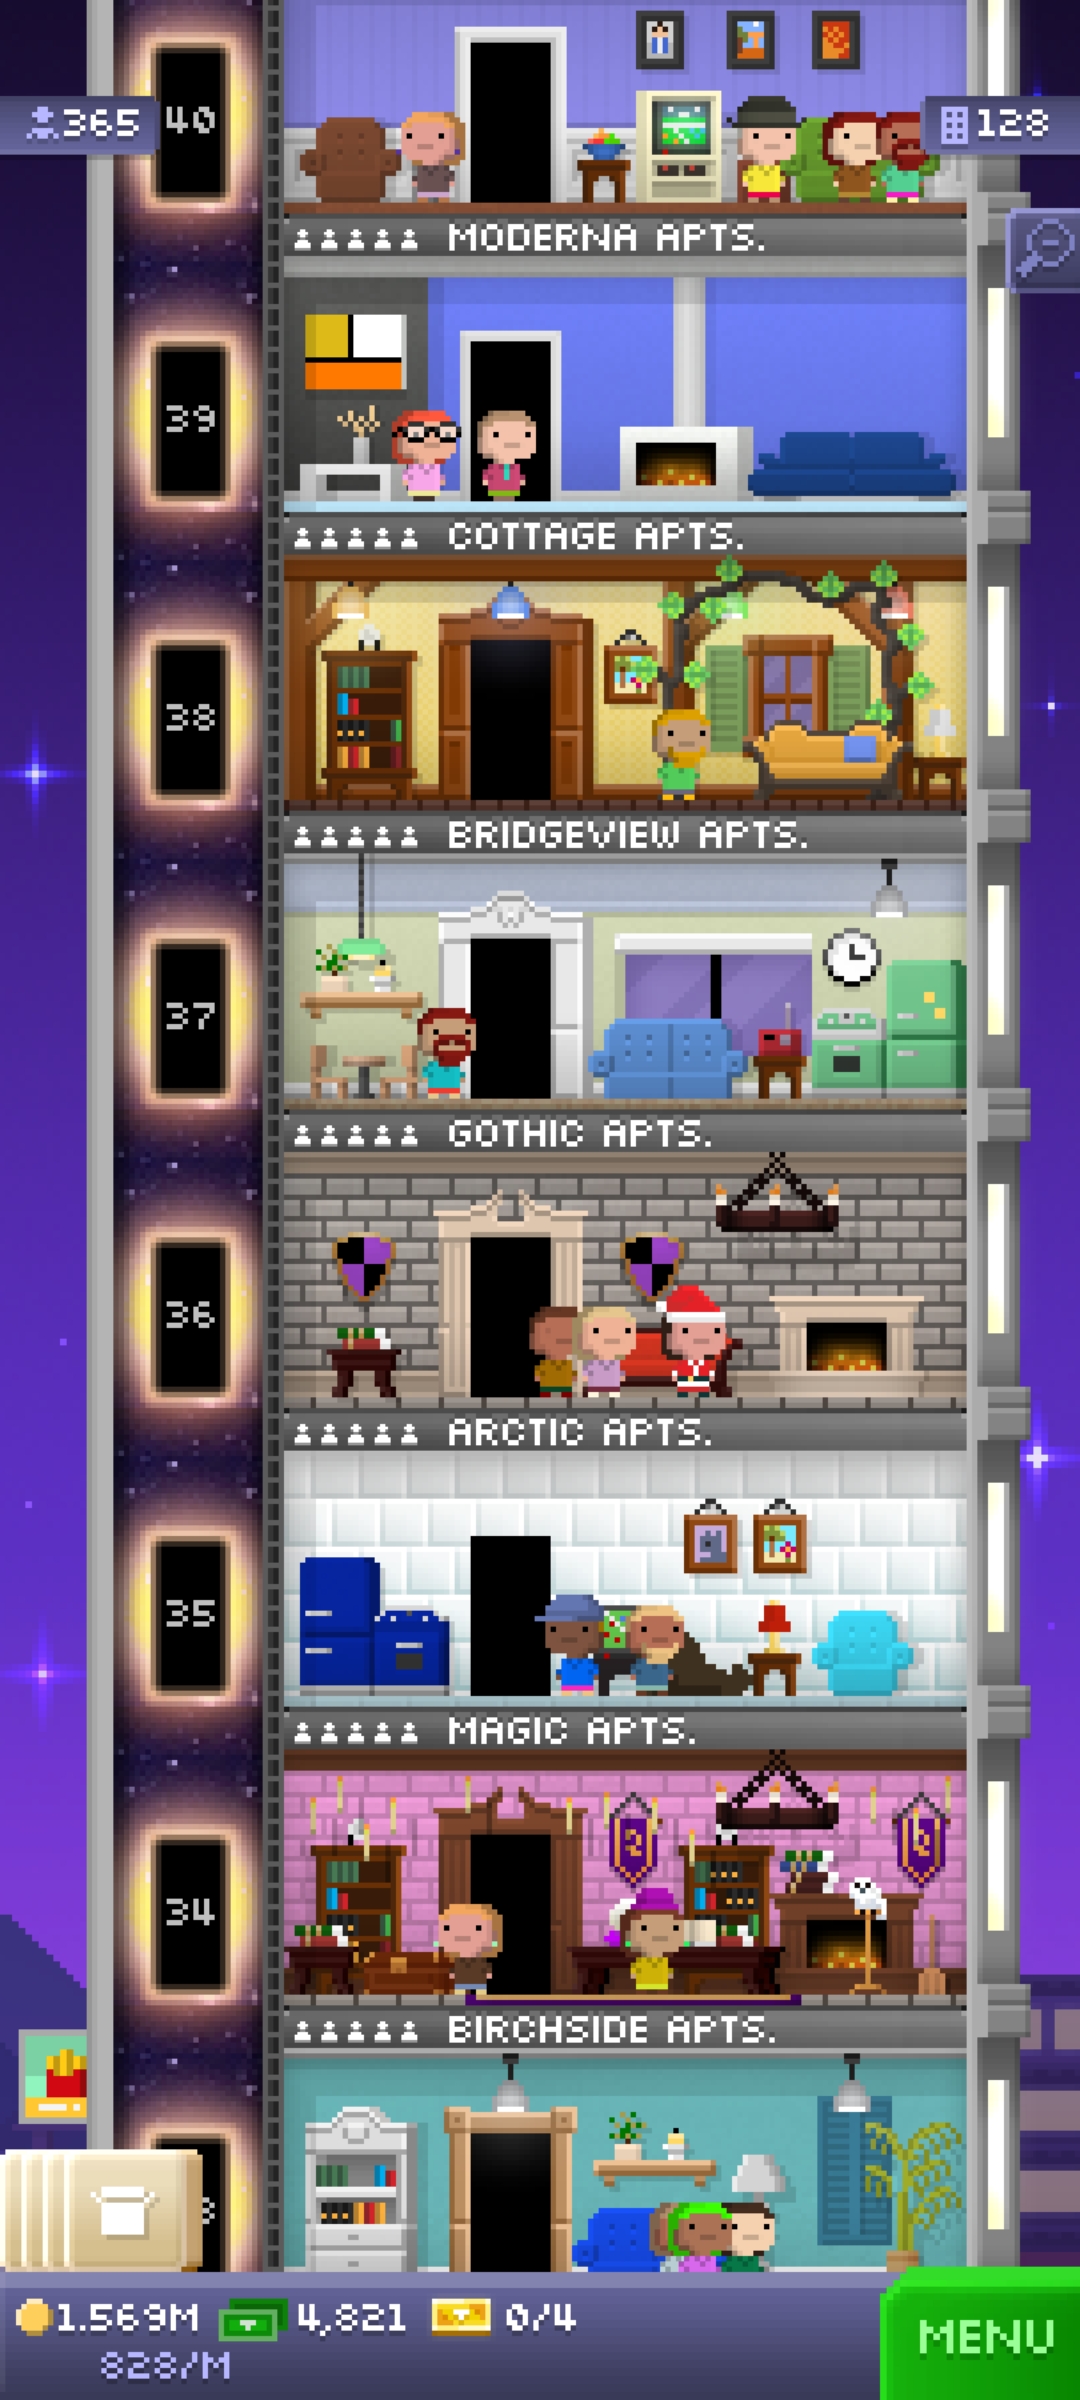 40
365
128
MODERNA APTS.
39
COTTAGE APTS.
38
BRIDGEVIEW APTS.
37
GOTHIC APTS.
36
ARCTIC APTS.
35
MAGIC APTS.
34
BIRCHSIDE APTS.
1.569M 4,821 0/4
828/M
MENU